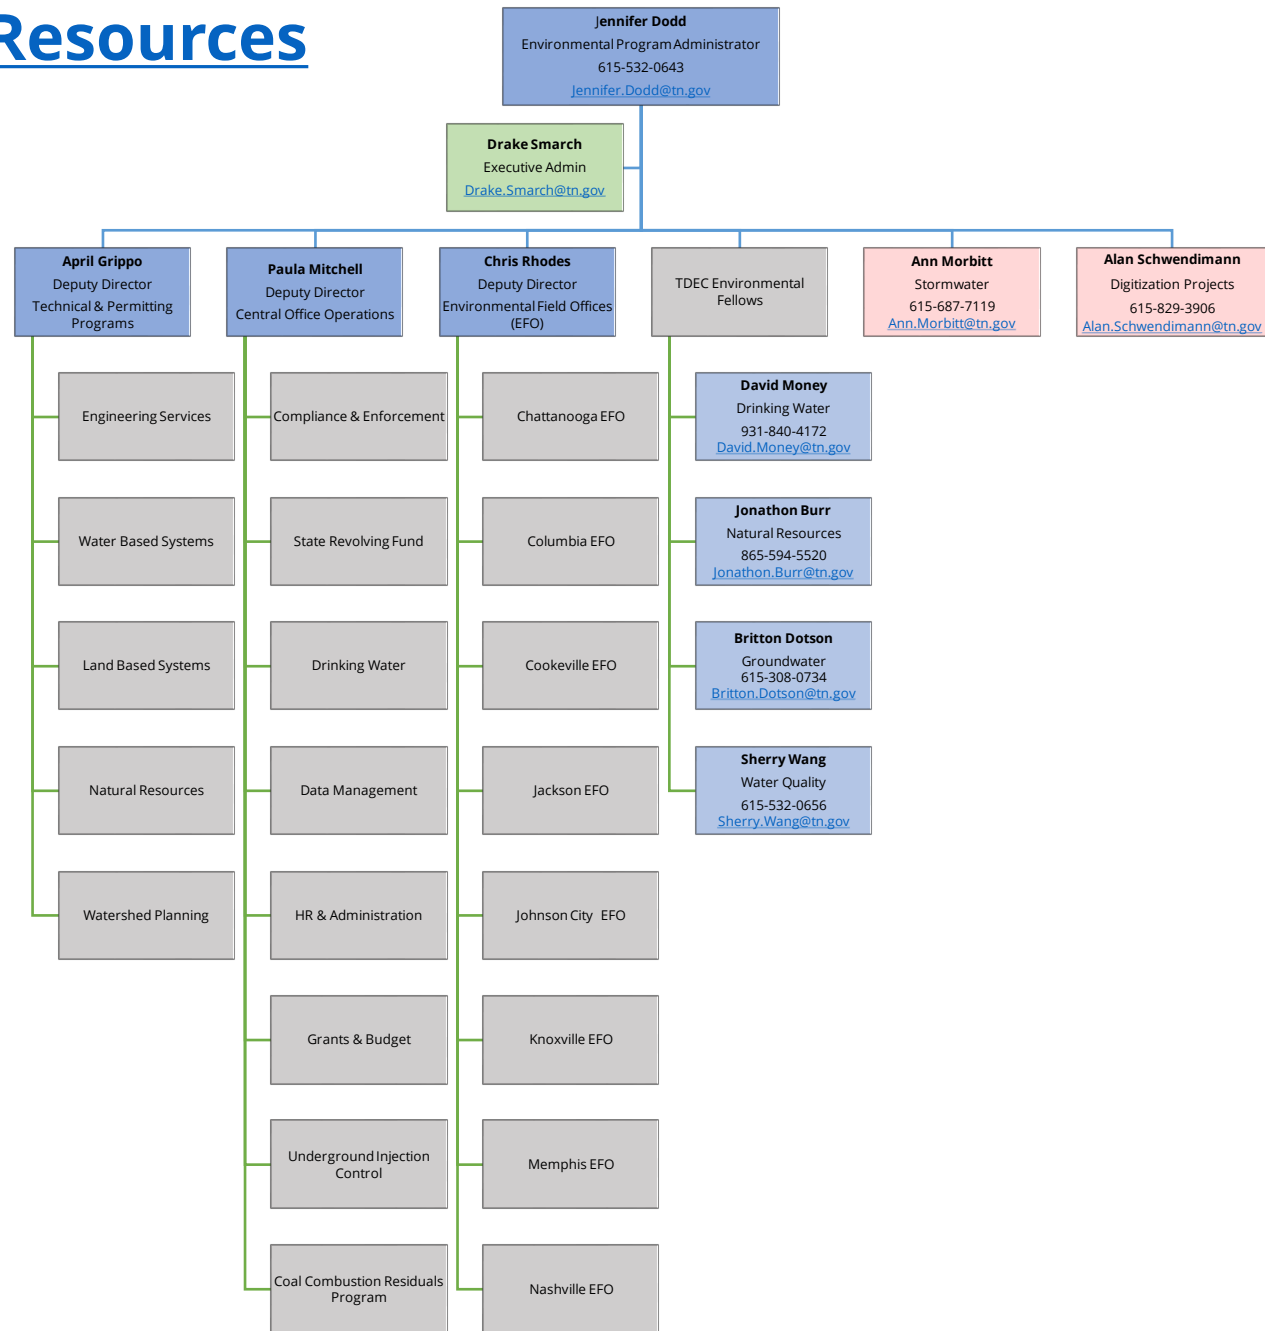 Resources
Jennifer Dodd
Environmental Program Administrator
615-532-0643
Jennifer.Dodd@tn.gov
Drake Smarch
Executive Admin
Drake.Smarch@tn.gov
April Grippo
Deputy Director
Technical & Permitting
Programs
Paula Mitchell
Deputy Director
Central Office Operations
Chris Rhodes
Deputy Director
Environmental Field Offices
(EFO)
TDEC Environmental
Fellows
Ann Morbitt
Stormwater
615-687-7119
Ann.Morbitt@tn.gov
Alan Schwendimann
Digitization Projects
615-829-3906
Alan.Schwendimann@tn.gov
Engineering Services
Water Based Systems
Land Based Systems
Natural Resources
Watershed Planning
Compliance & Enforcement
State Revolving Fund
Drinking Water
Data Management
HR & Administration
Grants & Budget
Underground Injection
Control
Coal Combustion Residuals
Program
Chattanooga EFO
Columbia EFO
Cookeville EFO
Jackson EFO
Johnson City EFO
Knoxville EFO
Memphis EFO
Nashville EFO
David Money
Drinking Water
931-840-4172
David.Money@tn.gov
Jonathon Burr
Natural Resources
865-594-5520
Jonathon.Burr@tn.gov
Britton Dotson
Groundwater
615-308-0734
Britton.Dotson@tn.gov
Sherry Wang
Water Quality
615-532-0656
Sherry.Wang@tn.gov